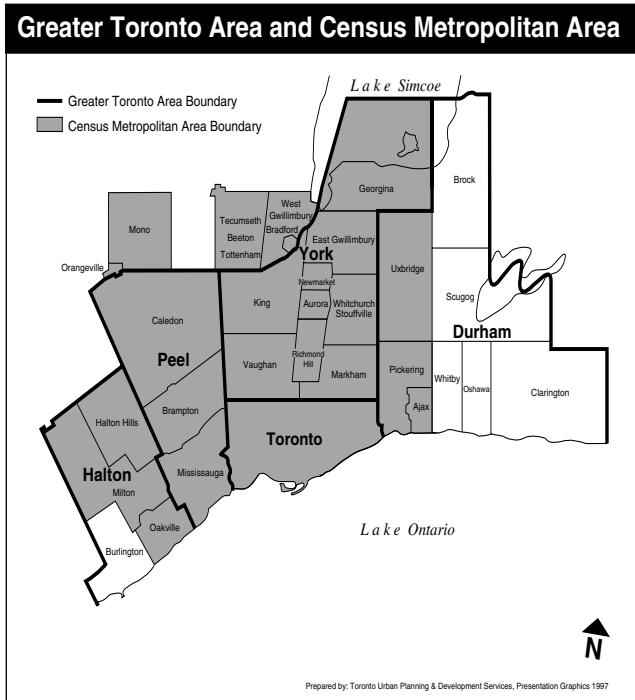 Greater Toronto Area and Census Metropolitan Area
Lake Simcoe
Greater Toronto Area Boundary
Census Metropolitan Area Boundary
Brock
Georgina
West
Gwillimbury
Bradford
Tecumseth
Beeton
Tottenham
Mono
East Gwillimbury
York
Orangeville
Uxbridge
Newmarket
Scugog
King
Aurora
Whitchurch
Stouffville
Caledon
Durham
Peel
Richmond
Hill
Vaughan
Markham
Pickering
Whitby
Oshawa
Clarington
Ajax
Brampton
Halton Hills
Toronto
Halton
Mississauga
Milton
Oakville
Lake Ontario
Burlington
N
Prepared by: Toronto Urban Planning & Development Services, Presentation Graphics 1997